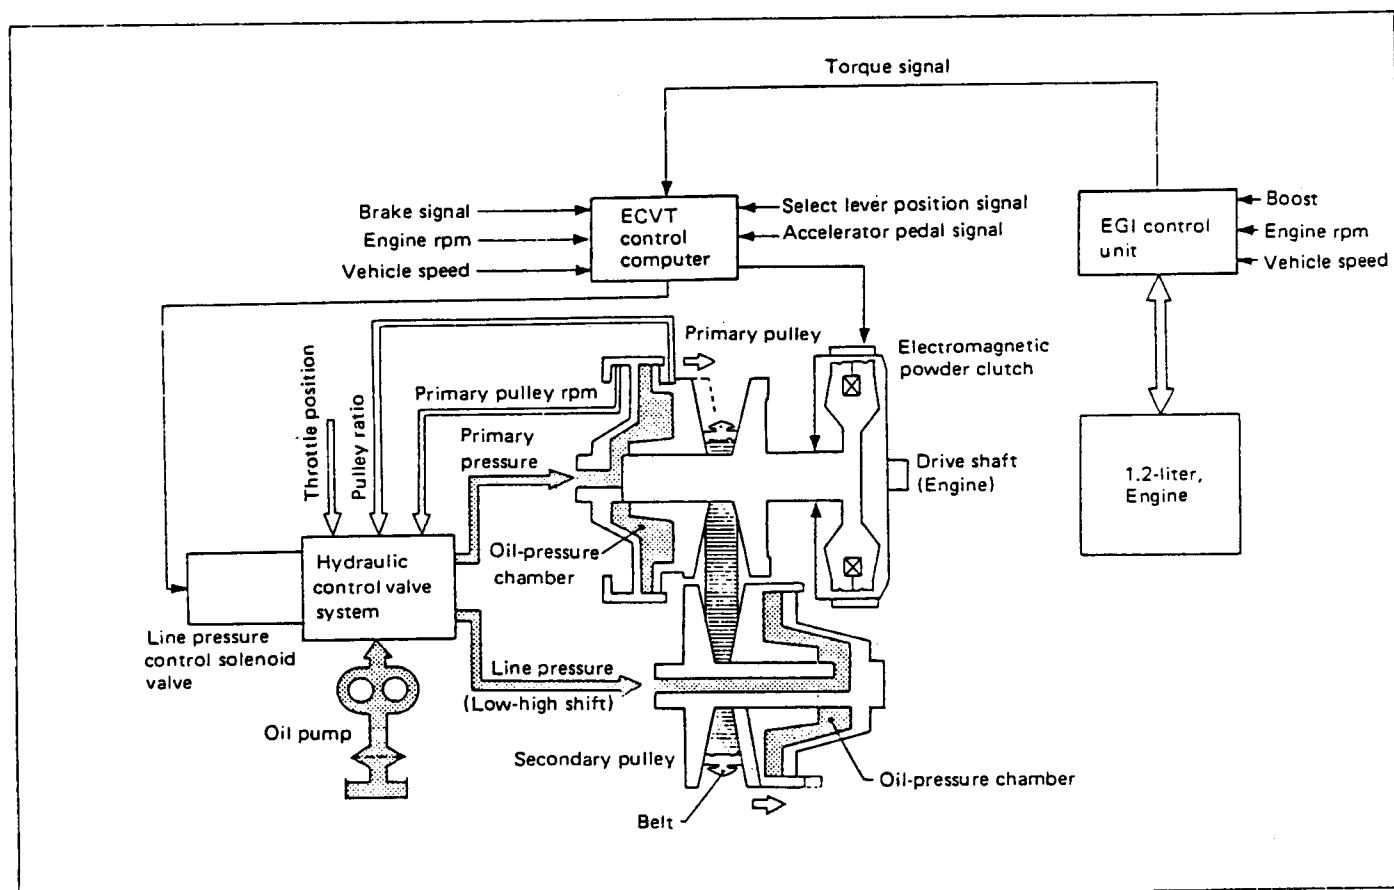 Torque signal
Brake signal
Engine rpm
Vehicle speed
ECVT
control
computer
Select lever position signal
Accelerator pedal signal
EGI control
unit
Boost
Engine rpm
Vehicle speed
Throttle position
Pulley ratio
Primary pulley
Primary pulley rpm
Primary
pressure
Electromagnetic
powder clutch
Drive shaft
(Engine)
1.2-liter,
Engine
Oil-pressure
chamber
Hydraulic
control valve
system
Line pressure
control solenoid
valve
Line pressure
(Low-high shift)
Oil pump
Secondary pulley
Oil-pressure chamber
Belt